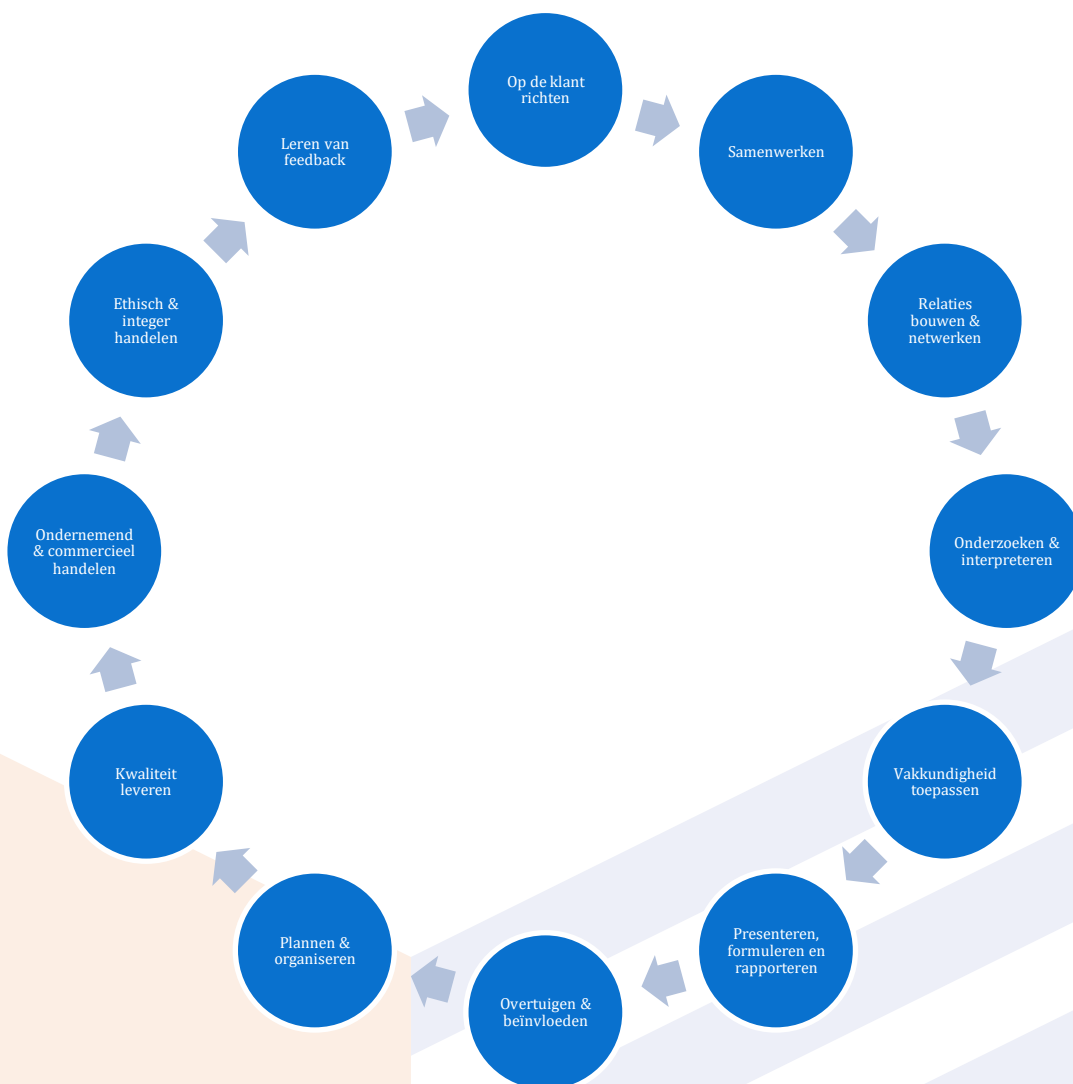 Op de klant
richten
Samenwerken
Relaties
bouwen &
netwerken
Onderzoeken &
interpreteren
Vakkundigheid
toepassen
Presenteren,
formuleren en
rapporteren
Overtuigen &
beïnvloeden
Plannen &
organiseren
Kwaliteit
leveren
Ondernemend
& commercieel
handelen
Ethisch &
integer
handelen
Leren van
feedback